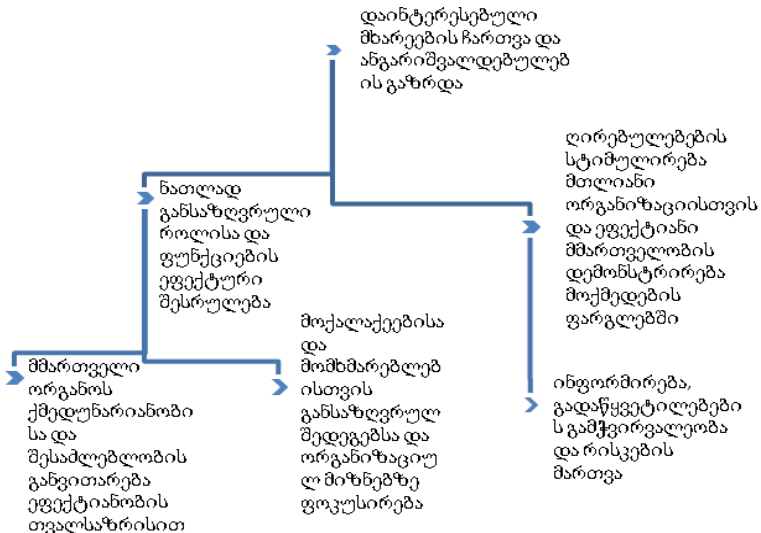 დაინტერესებული
მხარეების ჩართვა და
ანგარიშვალდებულებ
ის გაზრდა
ღირებულებების
სტიმულირება
მთლიანი
ორგანიზაციისთვის
და ეფექტიანი
მმართველობის
დემონსტრირება
მოქმედების
ფარგლებში
ნათლად
განსაზღვრული
როლისა და
ფუნქციების
ეფექტური
შესრულება
მოქალაქეებისა
და
მომხმარებლებ
ისთვის
განსაზღვრულ
შედეგებსა და
ორგანიზაციუ
ლ მიზნებზე
ფოკუსირება
მმართველი
ორგანოს
ქმედუნარიანობი
სა და
შესაძლებლობის
განვითარება
ეფექტიანობის
თვალსაზრისით
ინფორმირება,
გადაწყვეტილებები
ს გამჭვირვალეობა
და რისკების
მართვა